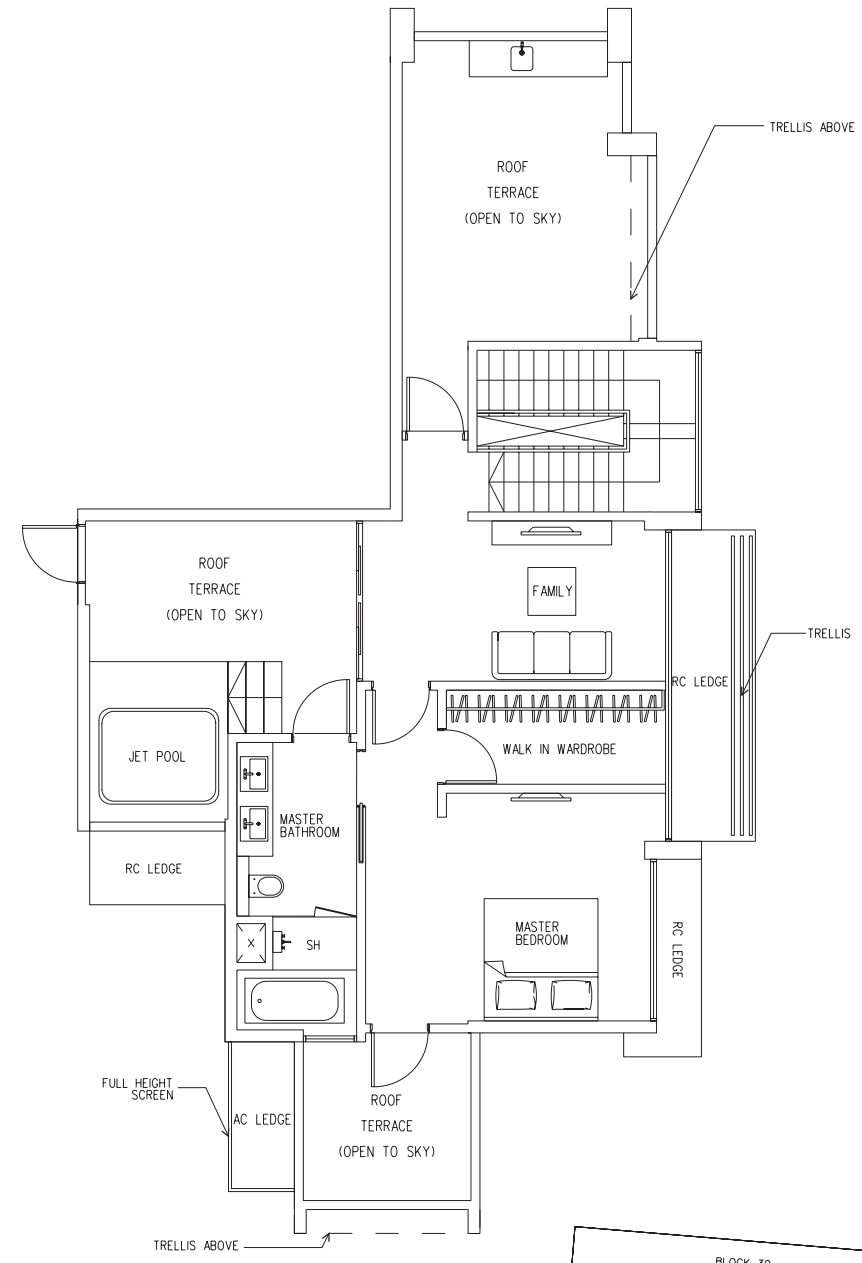 TRELLIS ABOVE
ROOF
TERRACE
(OPEN TO SKY)
ROOF
TERRACE
(OPEN TO SKY)
FAMILY
TRELLIS
RC LEDGE
WALK IN WARDROBE
JET POOL
MASTER
BATHROOM
RC LEDGE
MASTER
BEDROOM
RC LEDGE
X
SH
FULL HEIGHT
SCREEN
AC LEDGE
ROOF
TERRACE
(OPEN TO SKY)
TRELLIS ABOVE
BLOCK